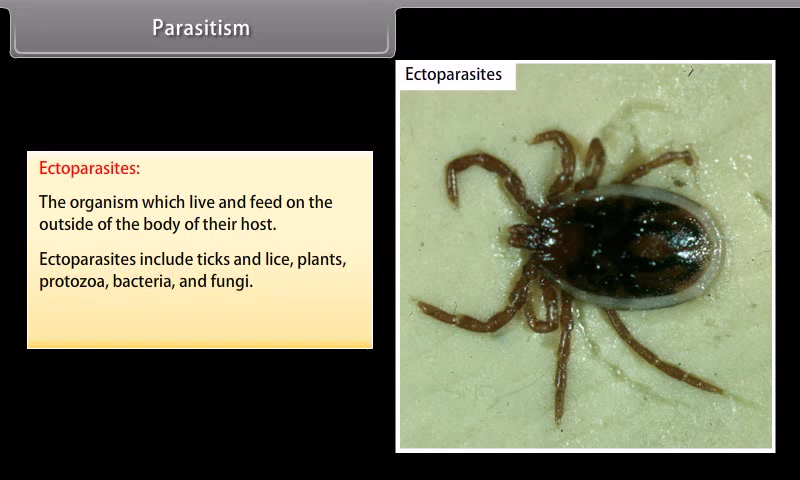 Parasitism
Ectoparasites
Ectoparasites:
The organism which live and feed on the
outside of the body of their host.
Ectoparasites include ticks and lice, plants,
protozoa, bacteria, and fungi.